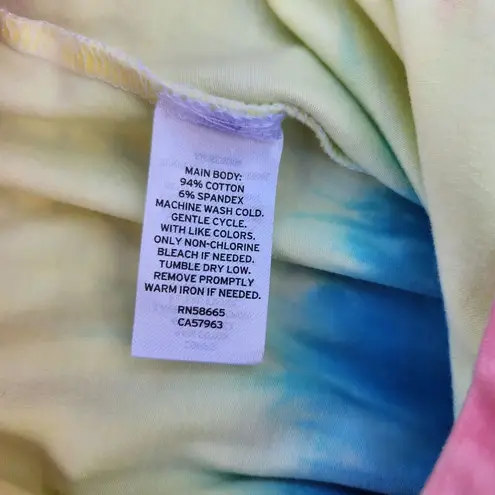 MAIN BODY:
94% COTTON
6% SPANDEX
MACHINE WASH COLD.
GENTLE CYCLE.
WITH LIKE COLORS.
ONLY NON-CHLORINE
BLEACH IF NEEDED.
TUMBLE DRY LOW.
REMOVE PROMPTLY
WARM IRON IF NEEDED.
RN58665
CA57963